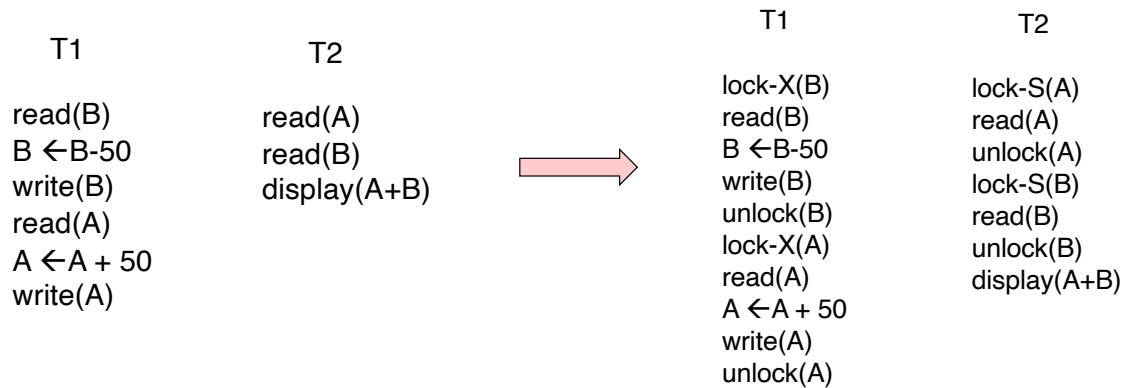 T1
read(B)
B ←B-50
write(B)
read(A)
A ←A + 50
write(A)
T2
read(A)
read(B)
display(A+B)
T1
lock-X(B)
read(B)
B ←B-50
write(B)
unlock(B)
lock-X(A)
read(A)
A ←A + 50
write(A)
unlock(A)
T2
lock-S(A)
read(A)
unlock(A)
lock-S(B)
read(B)
unlock(B)
display(A+B)